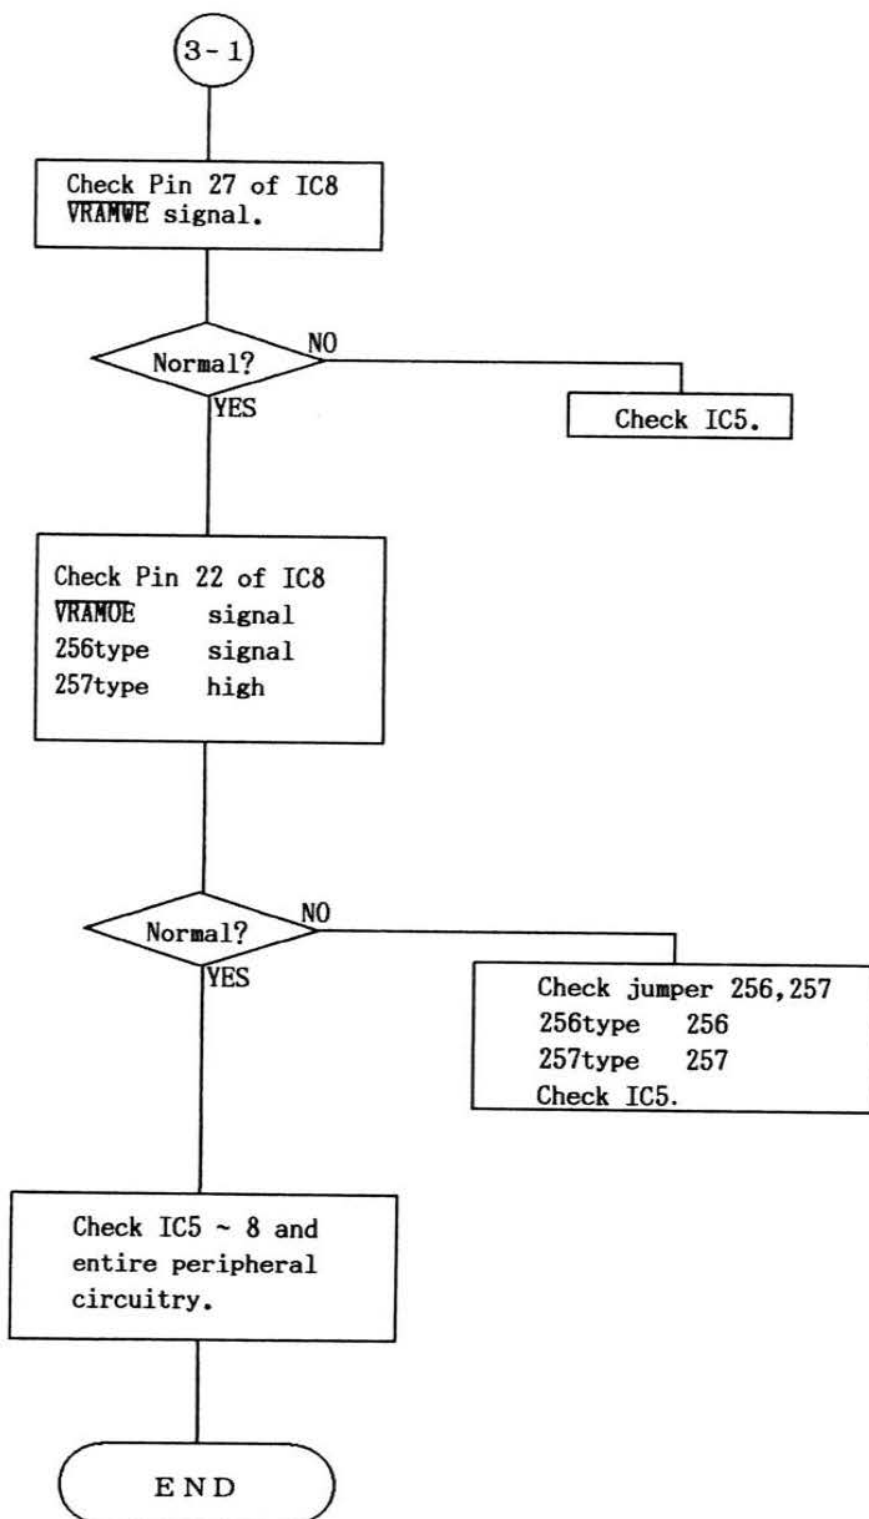 3-1
Check Pin 27 of IC8
V̅R̅A̅M̅W̅E̅ signal.
Normal?
NO
YES
Check IC5.
Check Pin 22 of IC8
V̅R̅A̅M̅O̅E̅ signal
256type signal
257type high
Normal?
NO
YES
Check jumper 256,257
256type 256
257type 257
Check IC5.
Check IC5 ~ 8 and
entire peripheral
circuitry.
END